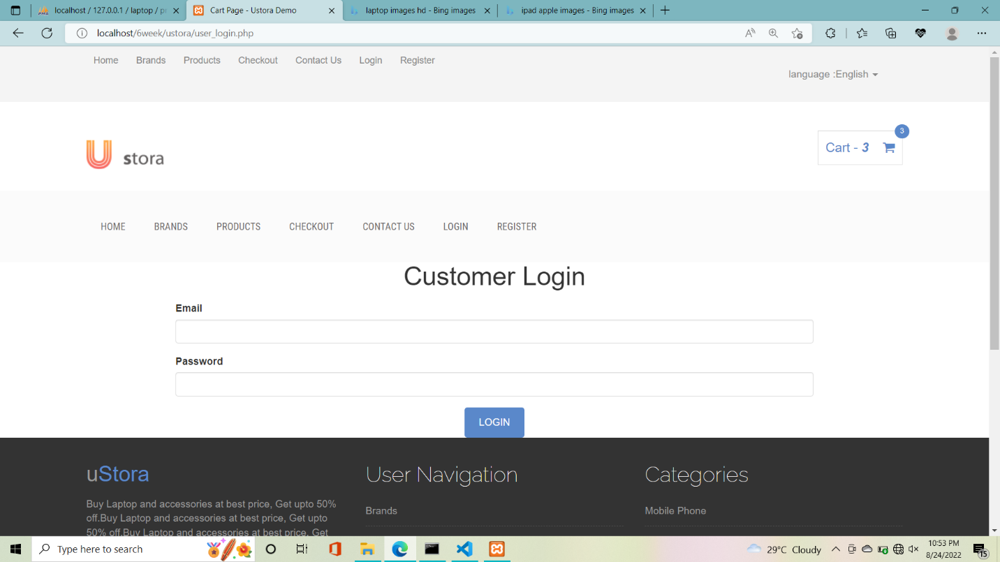 localhost / 127.0.0.1 / laptop / pr
Cart Page - Ustora Demo
laptop images hd - Bing images
ipad apple images - Bing images
localhost/6week/ustora/user_login.php
Home Brands Products Checkout Contact Us Login Register
language :English
3
Cart - 3
U stora
HOME BRANDS PRODUCTS CHECKOUT CONTACT US LOGIN REGISTER
Customer Login
Email
Password
LOGIN
uStora
Buy Laptop and accessories at best price, Get upto 50%
off.Buy Laptop and accessories at best price, Get upto
50% off.Buy Laptop and accessories at best price, Get
User Navigation
Brands
Categories
Mobile Phone
Type here to search
29°C Cloudy
10:53 PM
8/24/2022
15